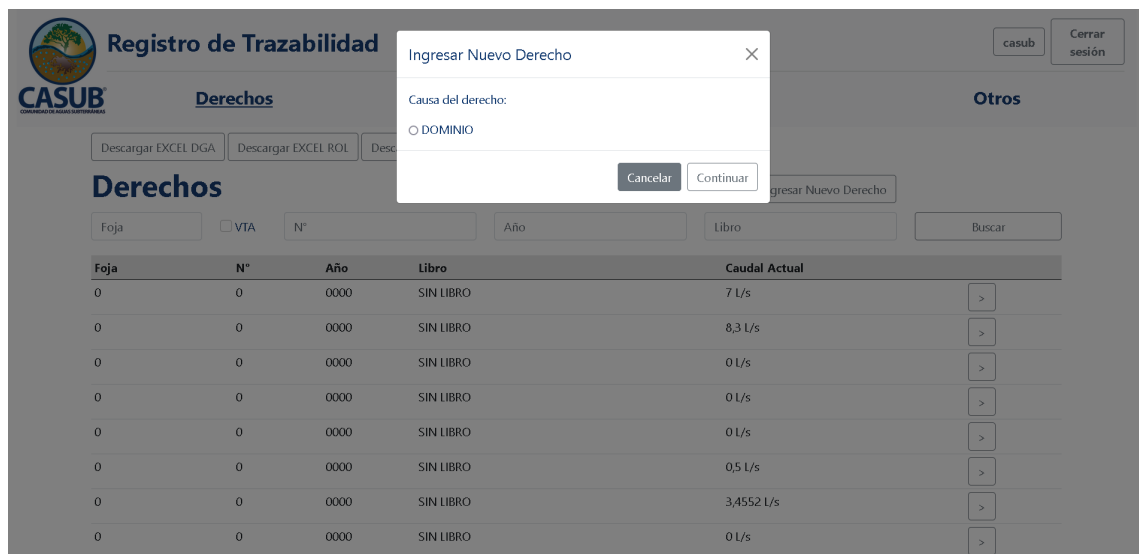 Registro de Trazabilidad
casub
Cerrar
sesión
CASUB
COMUNIDAD DE AGUAS SUBTERRÁNEAS
Derechos
Otros
Ingresar Nuevo Derecho
Causa del derecho:
DOMINIO
Cancelar Continuar
Descargar EXCEL DGA Descargar EXCEL ROL Desc
Derechos
gresar Nuevo Derecho
Foja VTA N° Año Libro Buscar
Foja N° Año Libro Caudal Actual
0 0 0000 SIN LIBRO 7 L/s >
0 0 0000 SIN LIBRO 8,3 L/s >
0 0 0000 SIN LIBRO 0 L/s >
0 0 0000 SIN LIBRO 0 L/s >
0 0 0000 SIN LIBRO 0 L/s >
0 0 0000 SIN LIBRO 0,5 L/s >
0 0 0000 SIN LIBRO 3,4552 L/s >
0 0 0000 SIN LIBRO 0 L/s >